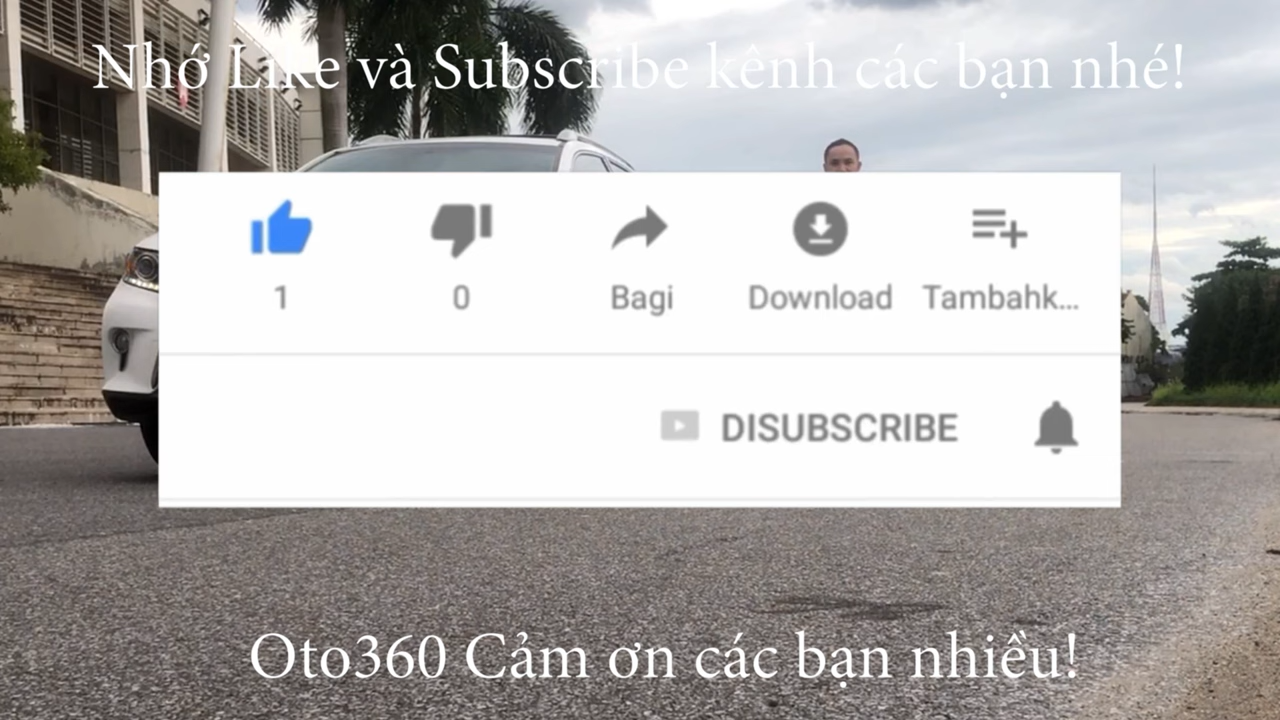 Nhớ Like và Subscribe kênh các bạn nhé!
1 0 Bagi Download Tambahk...
DISUBSCRIBE
Oto360 Cảm ơn các bạn nhiều!